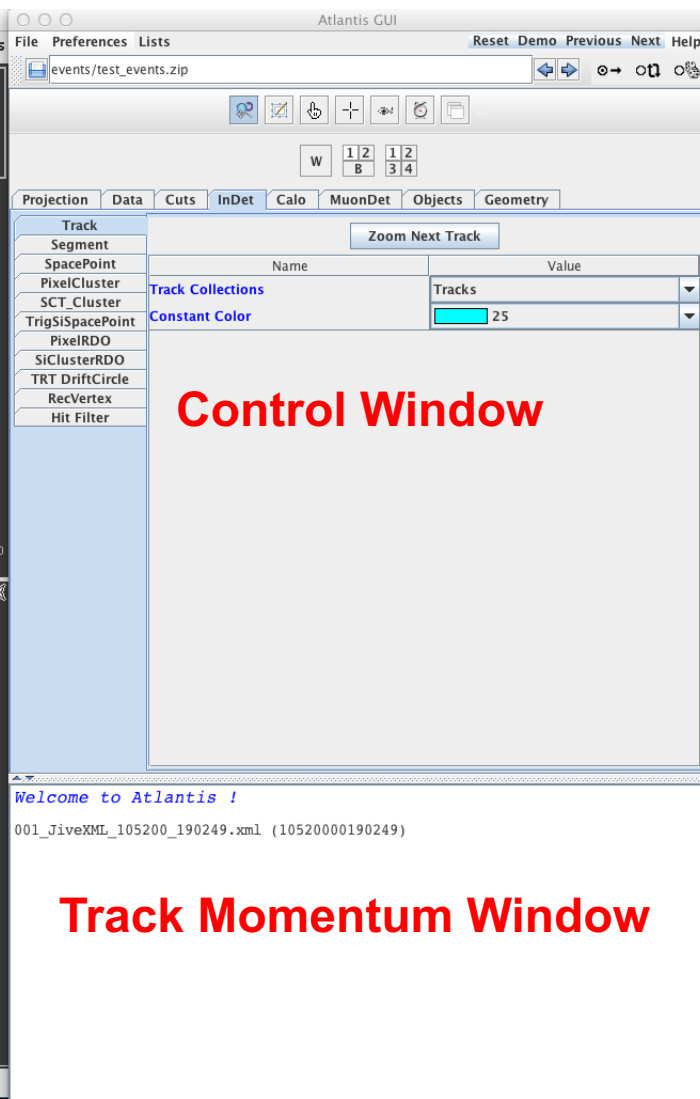 Atlantis GUI
File Preferences Lists Reset Demo Previous Next Help
events/test_events.zip
W 1 2 B 1 2 3 4
Projection Data Cuts InDet Calo MuonDet Objects Geometry
Track
Zoom Next Track
Segment
SpacePoint
Name Value
PixelCluster
Track Collections Tracks
SCT_Cluster
TrigSiSpacePoint
Constant Color 25
PixelRDO
SiClusterRDO
TRT DriftCircle
RecVertex
Hit Filter
Control Window
Welcome to Atlantis !
001_JiveXML_105200_190249.xml (10520000190249)
Track Momentum Window